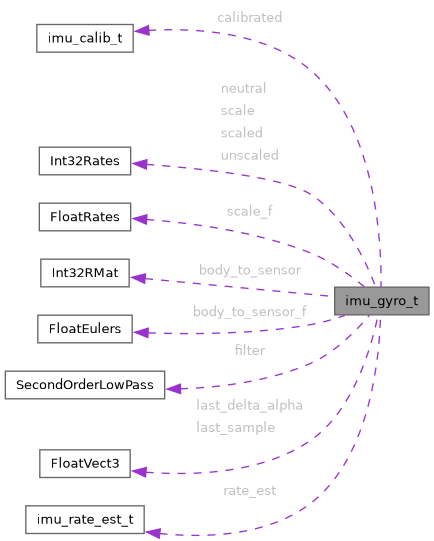 calibrated
imu_calib_t
neutral
scale
scaled
unscaled
Int32Rates
scale_f
FloatRates
body_to_sensor
Int32RMat
imu_gyro_t
body_to_sensor_f
FloatEulers
filter
SecondOrderLowPass
last_delta_alpha
last_sample
FloatVect3
rate_est
imu_rate_est_t